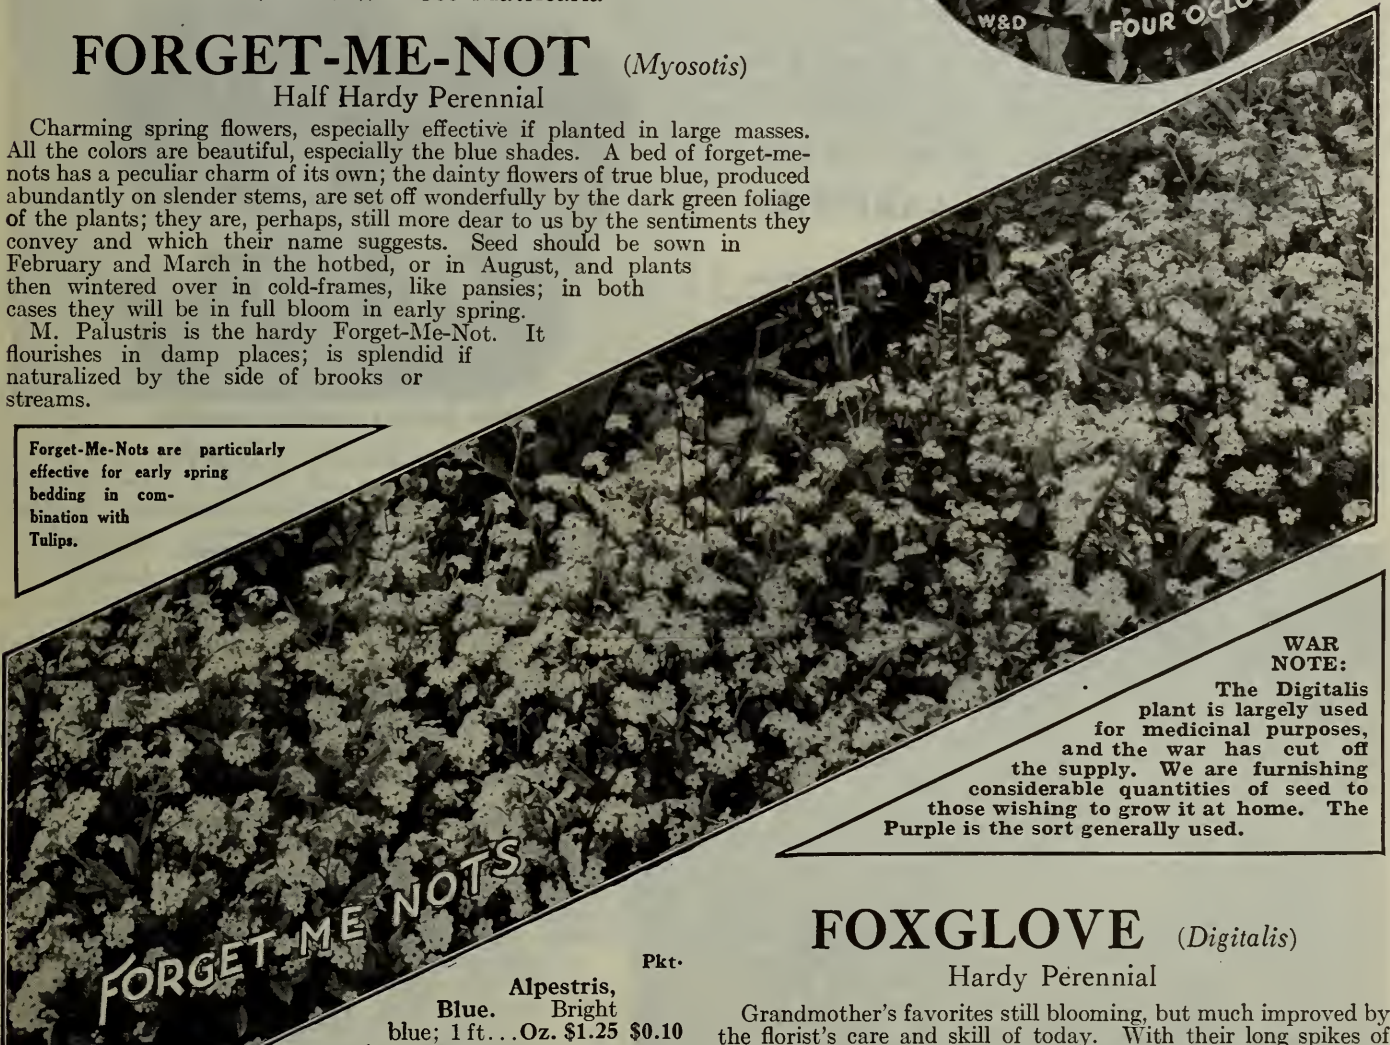 W&D
FORGET-ME-NOT (Myosotis)
Half Hardy Perennial
Charming spring flowers, especially effective if planted in large masses.
All the colors are beautiful, especially the blue shades. A bed of forget-me-
nots has a peculiar charm of its own; the dainty flowers of true blue, produced
abundantly on slender stems, are set off wonderfully by the dark green foliage
of the plants; they are, perhaps, still more dear to us by the sentiments they
convey and which their name suggests. Seed should be sown in
February and March in the hotbed, or in August, and plants
then wintered over in cold-frames, like pansies; in both
cases they will be in full bloom in early spring.
M. Palustris is the hardy Forget-Me-Not. It
flourishes in damp places; is splendid if
naturalized by the side of brooks or
streams.
Forget-Me-Nots are particularly
effective for early spring
bedding in com-
bination with
Tulips.
FOUR O'CLO
WAR
NOTE:
The Digitalis
plant is largely used
for medicinal purposes,
and the war has cut off
the supply. We are furnishing
considerable quantities of seed to
those wishing to grow it at home. The
Purple is the sort generally used.
FORGET-ME NOTS
Pkt.
Alpestris,
Blue. Bright
blue; 1 ft...Oz. $1.25 $0.10
FOXGLOVE (Digitalis)
Hardy Perennial
Grandmother's favorites still blooming, but much improved by
the florist's care and skill of today. With their long spikes of